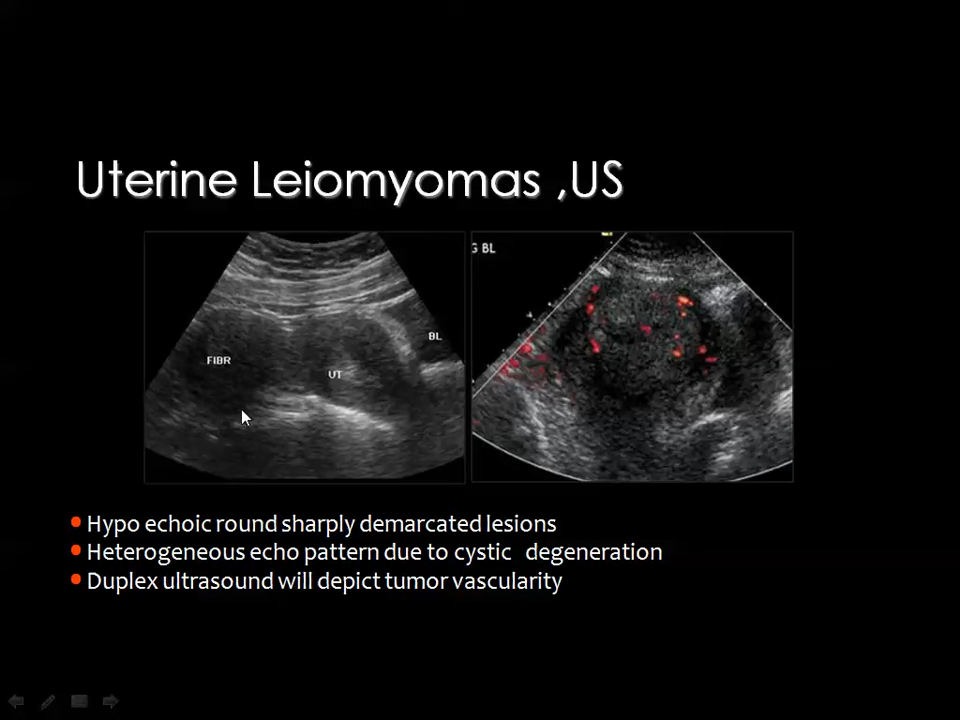 Uterine Leiomyomas ,US
FIBR
UT
BL
G BL
Hypo echoic round sharply demarcated lesions
Heterogeneous echo pattern due to cystic degeneration
Duplex ultrasound will depict tumor vascularity